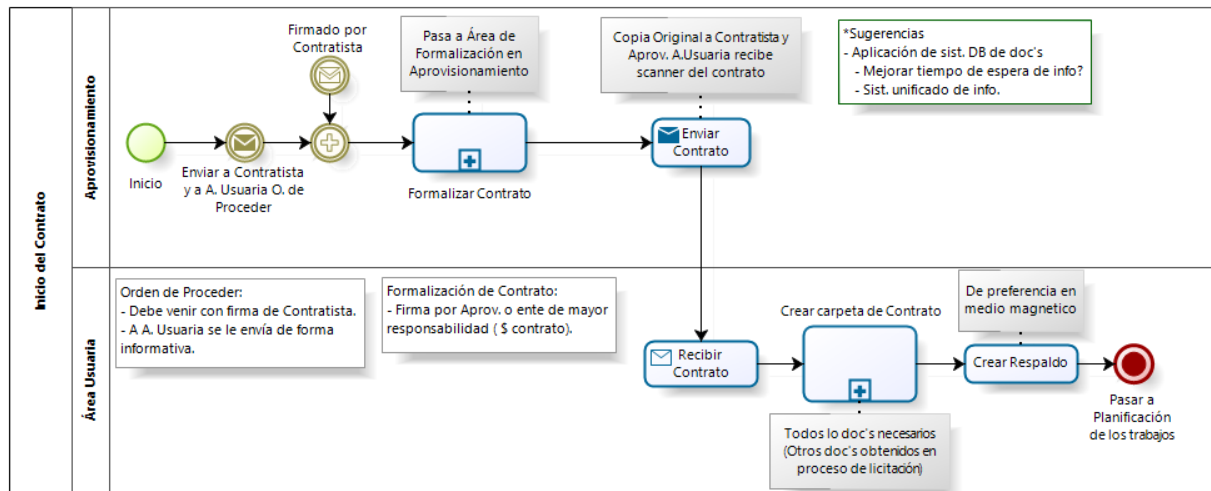 Inicio del Contrato
Aprovisionamiento
Inicio
Enviar a Contratista
y a A. Usuaria O. de
Proceder
Firmado por
Contratista
Pasa a Área de
Formalización en
Aprovisionamiento
Formalizar Contrato
Copia Original a Contratista y
Aprov. A.Usuaria recibe
scanner del contrato
Enviar
Contrato
*Sugerencias
- Aplicación de sist. DB de doc's
- Mejorar tiempo de espera de info?
- Sist. unificado de info.
Área Usuaria
Orden de Proceder:
- Debe venir con firma de Contratista.
- A A. Usuaria se le envía de forma
informativa.
Formalización de Contrato:
- Firma por Aprov. o ente de mayor
responsabilidad ( $ contrato).
Recibir
Contrato
Crear carpeta de Contrato
Todos lo doc's necesarios
(Otros doc's obtenidos en
proceso de licitación)
De preferencia en
medio magnetico
Crear Respaldo
Pasar a
Planificación
de los trabajos